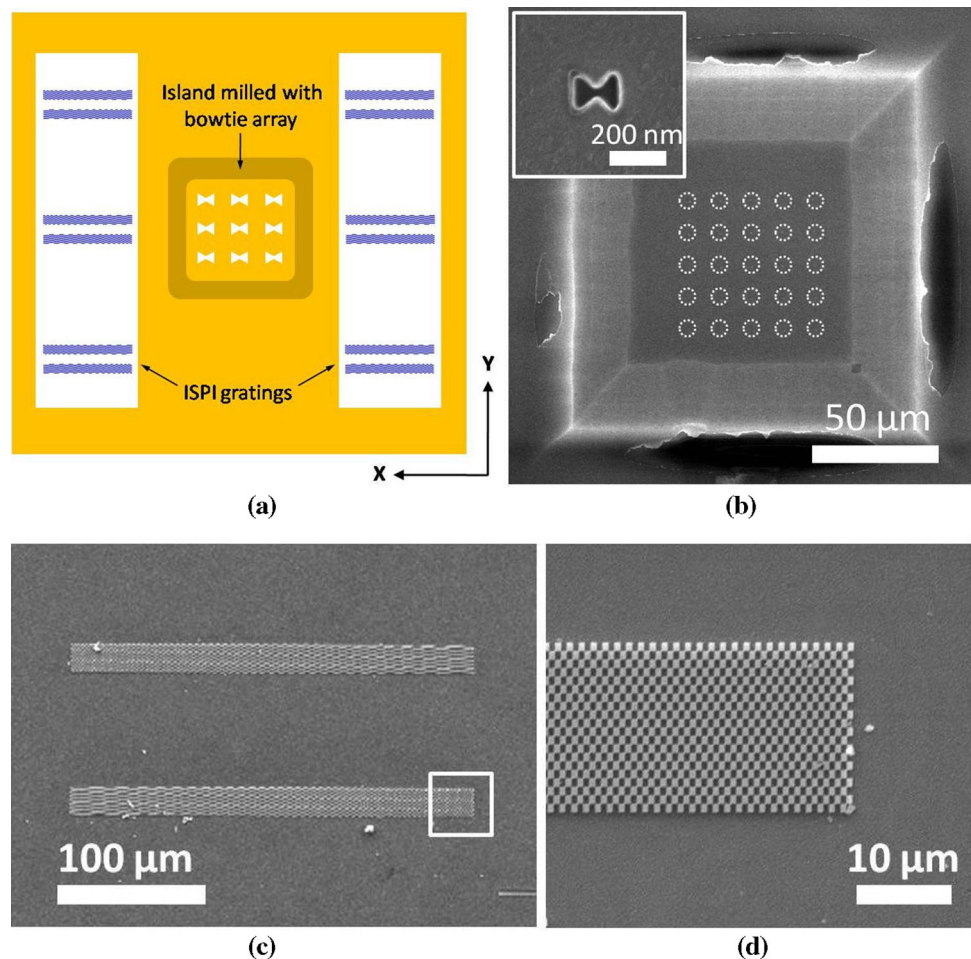 Island milled with
bowtie array
ISPI gratings
Y
X
(a)
200 nm
50 μm
(b)
100 μm
(c)
10 μm
(d)